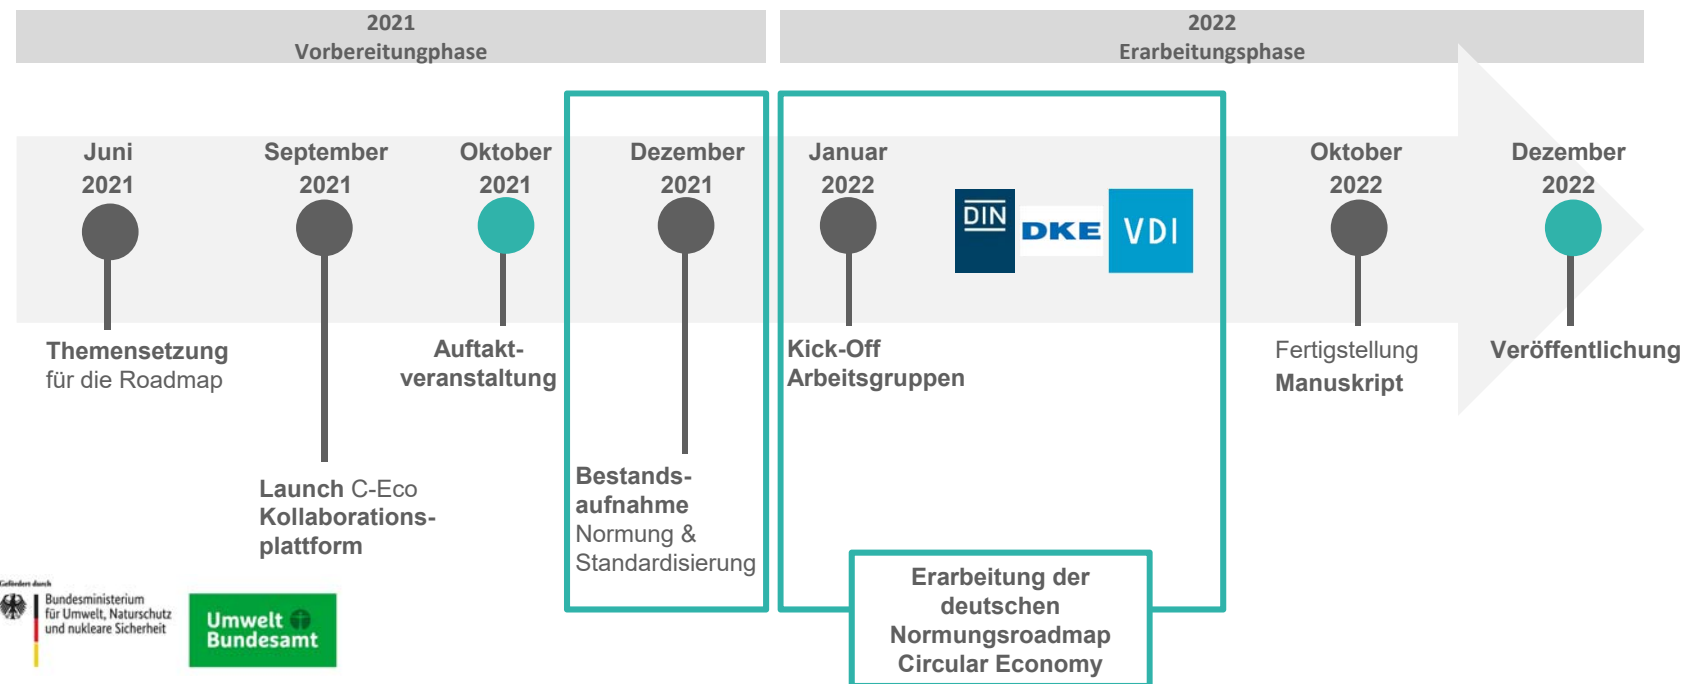 2021
Vorbereitungphase
2022
Erarbeitungsphase
Juni
2021
September
2021
Oktober
2021
Dezember
2021
Januar
2022
DIN
DKE
VDI
Oktober
2022
Dezember
2022
Themensetzung
für die Roadmap
Auftakt-
veranstaltung
Kick-Off
Arbeitsgruppen
Fertigstellung
Manuskript
Veröffentlichung
Launch C-Eco
Kollaborations-
plattform
Bestands-
aufnahme
Normung &
Standardisierung
Erarbeitung der
deutschen
Normungsroadmap
Circular Economy
Gefördert durch
Bundesministerium
für Umwelt, Naturschutz
und nukleare Sicherheit
Umwelt
Bundesamt